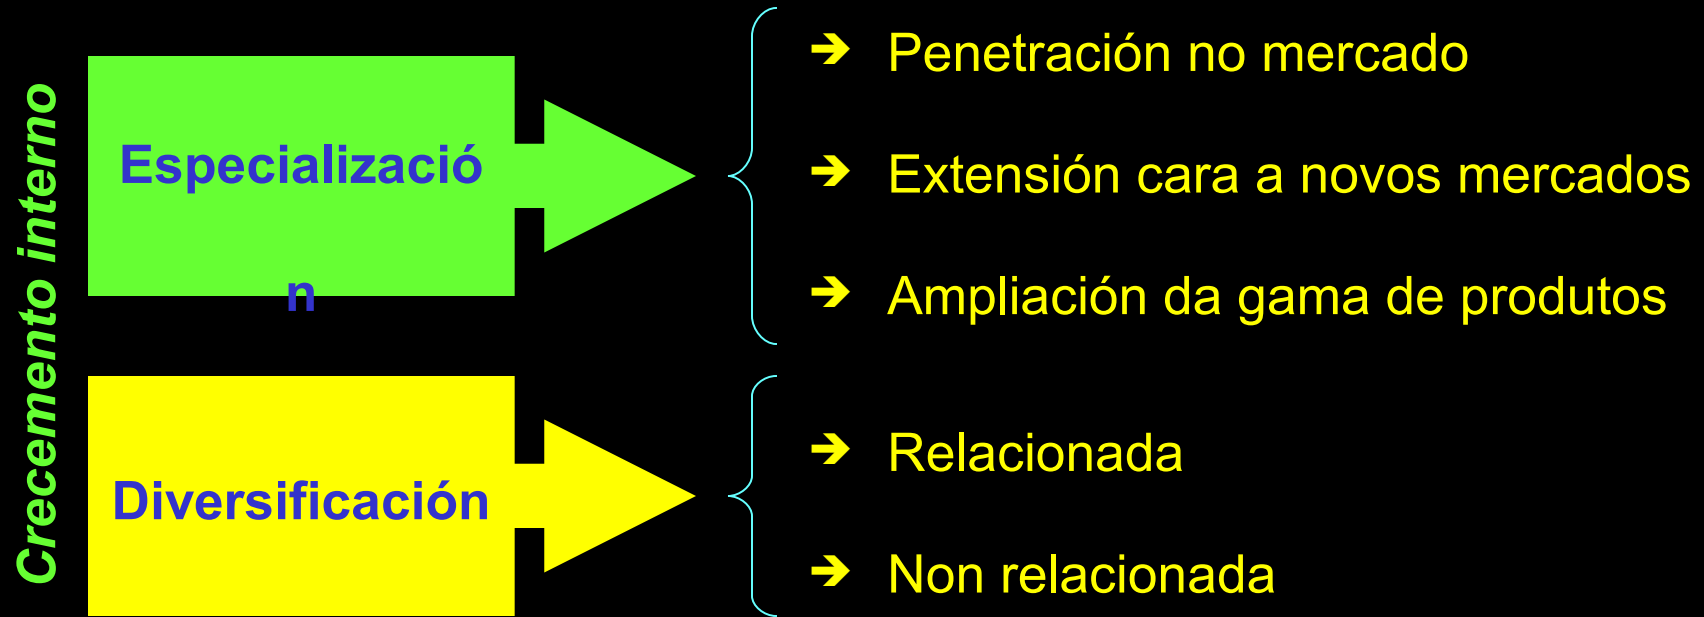 Crecemento interno
Especializació
n
Penetración no mercado
Extensión cara a novos mercados
Ampliación da gama de produtos
Diversificación
Relacionada
Non relacionada